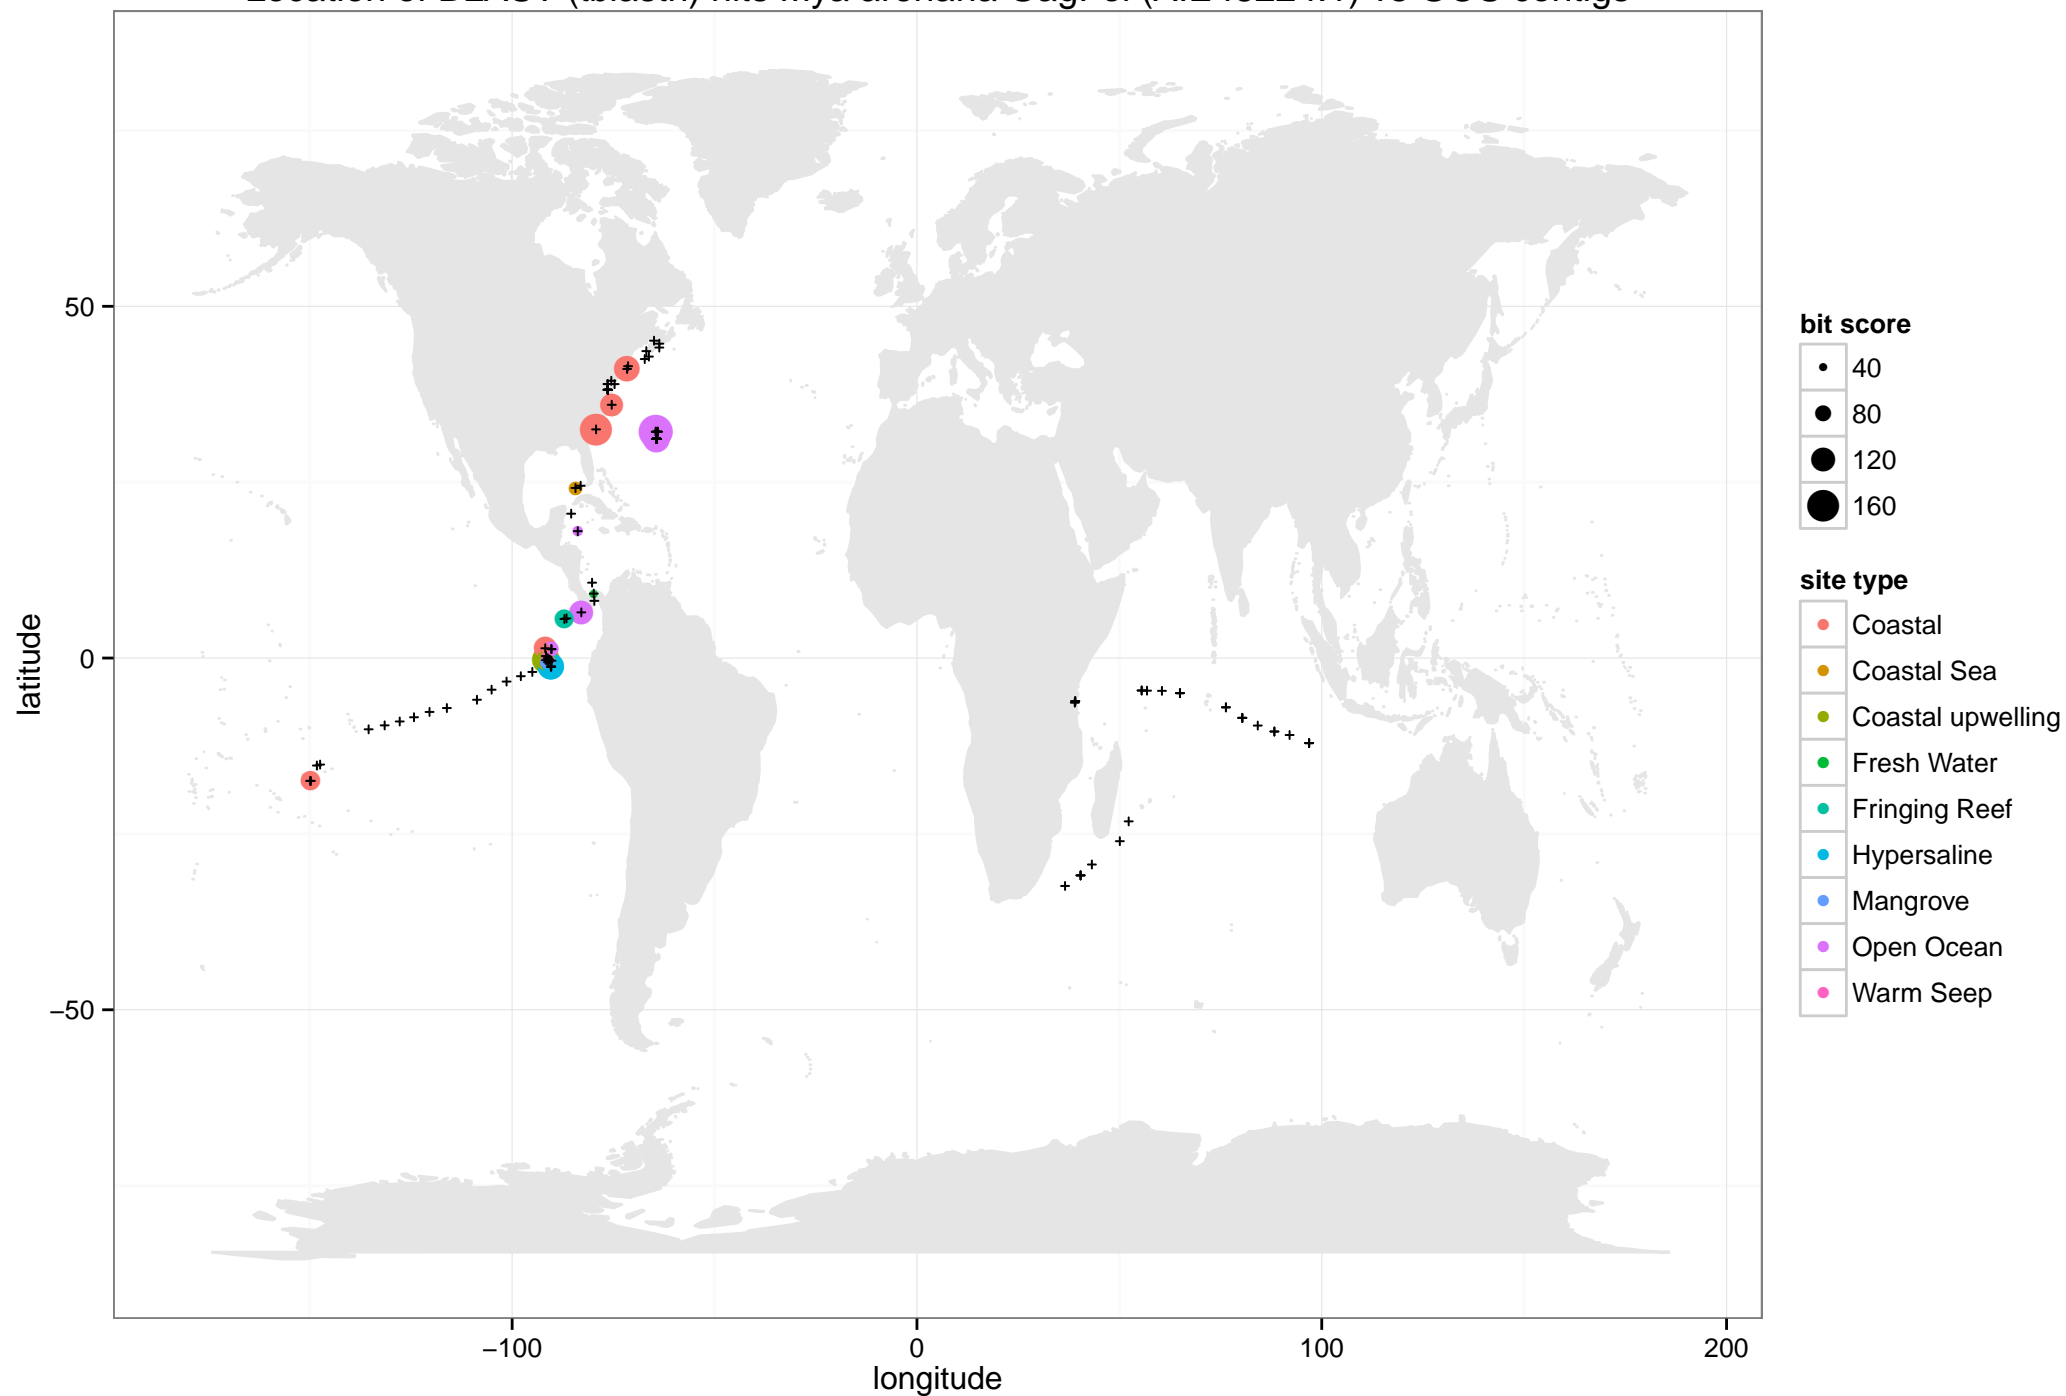 50
0
−50
latitude
−100
0
100
200
longitude
bit score
40
80
120
160
site type
Coastal
Coastal Sea
Coastal upwelling
Fresh Water
Fringing Reef
Hypersaline
Mangrove
Open Ocean
Warm Seep